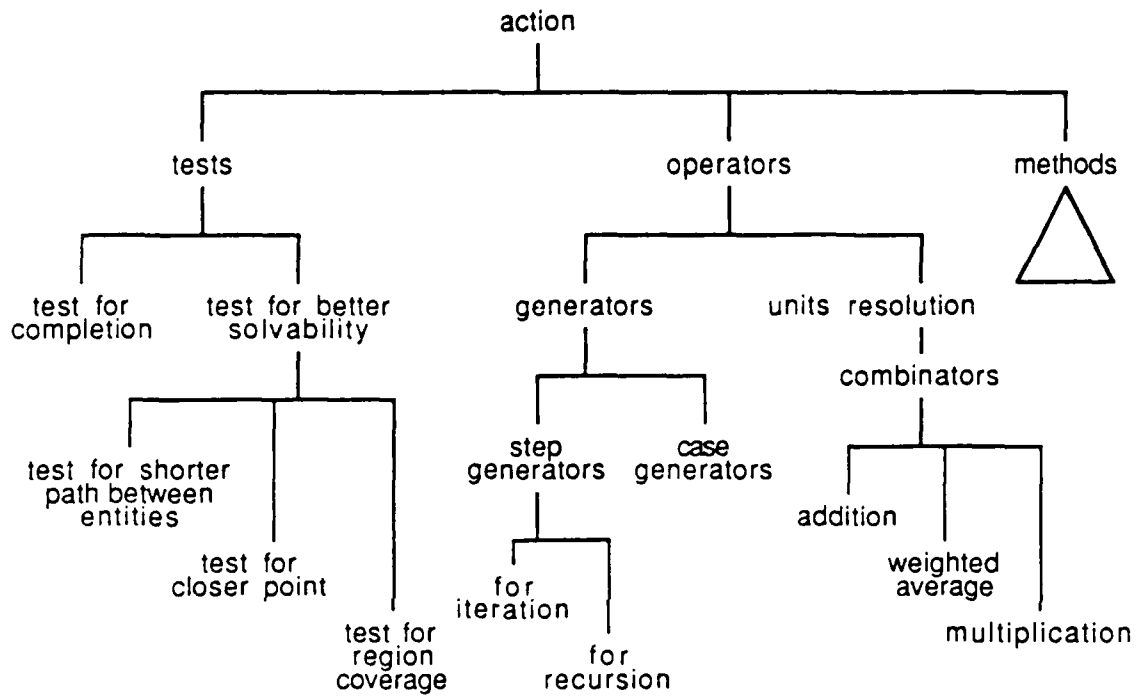 action
tests
operators
methods
test for
completion
test for better
solvability
generators
units resolution
combinators
test for shorter
path between
entities
step
generators
case
generators
addition
test for
closer point
weighted
average
for
iteration
test for
region
coverage
for
recursion
multiplication